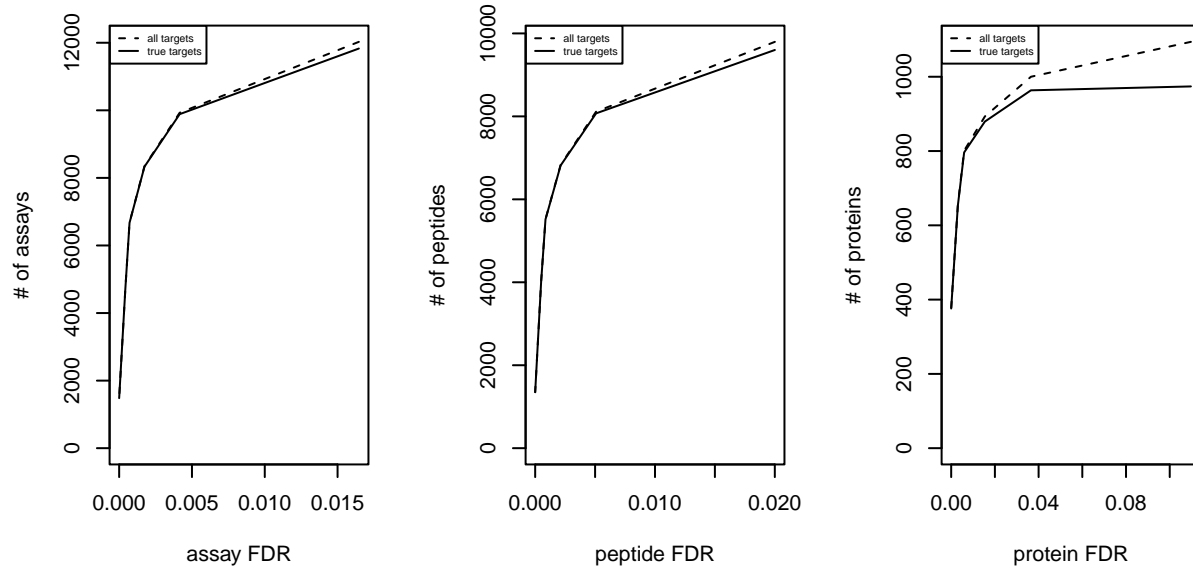 all targets
true targets
# of assays
0
2000
4000
6000
8000
12000
0.000
0.005
0.010
0.015
assay FDR
all targets
true targets
# of peptides
0
2000
4000
6000
8000
10000
0.000
0.010
0.020
peptide FDR
all targets
true targets
# of proteins
0
200
400
600
800
1000
0.00
0.04
0.08
protein FDR